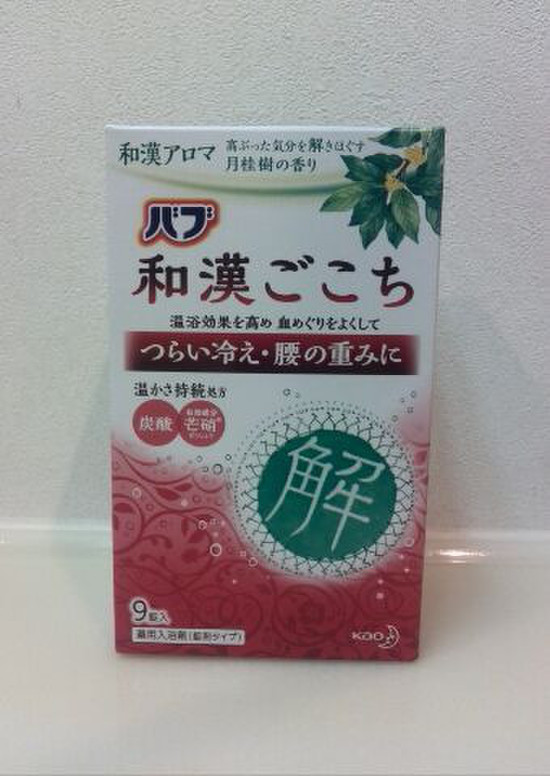 和漢アロマ
高ぶった気分を解きほぐす
月桂樹の香り
バブ
和漢ごこち
温浴効果を高め 血めぐりをよくして
つらい冷え・腰の重みに
温かさ持続処方
炭酸
有効成分
芒硝*
解
9錠入
薬用入浴剤(錠剤タイプ)
Kao